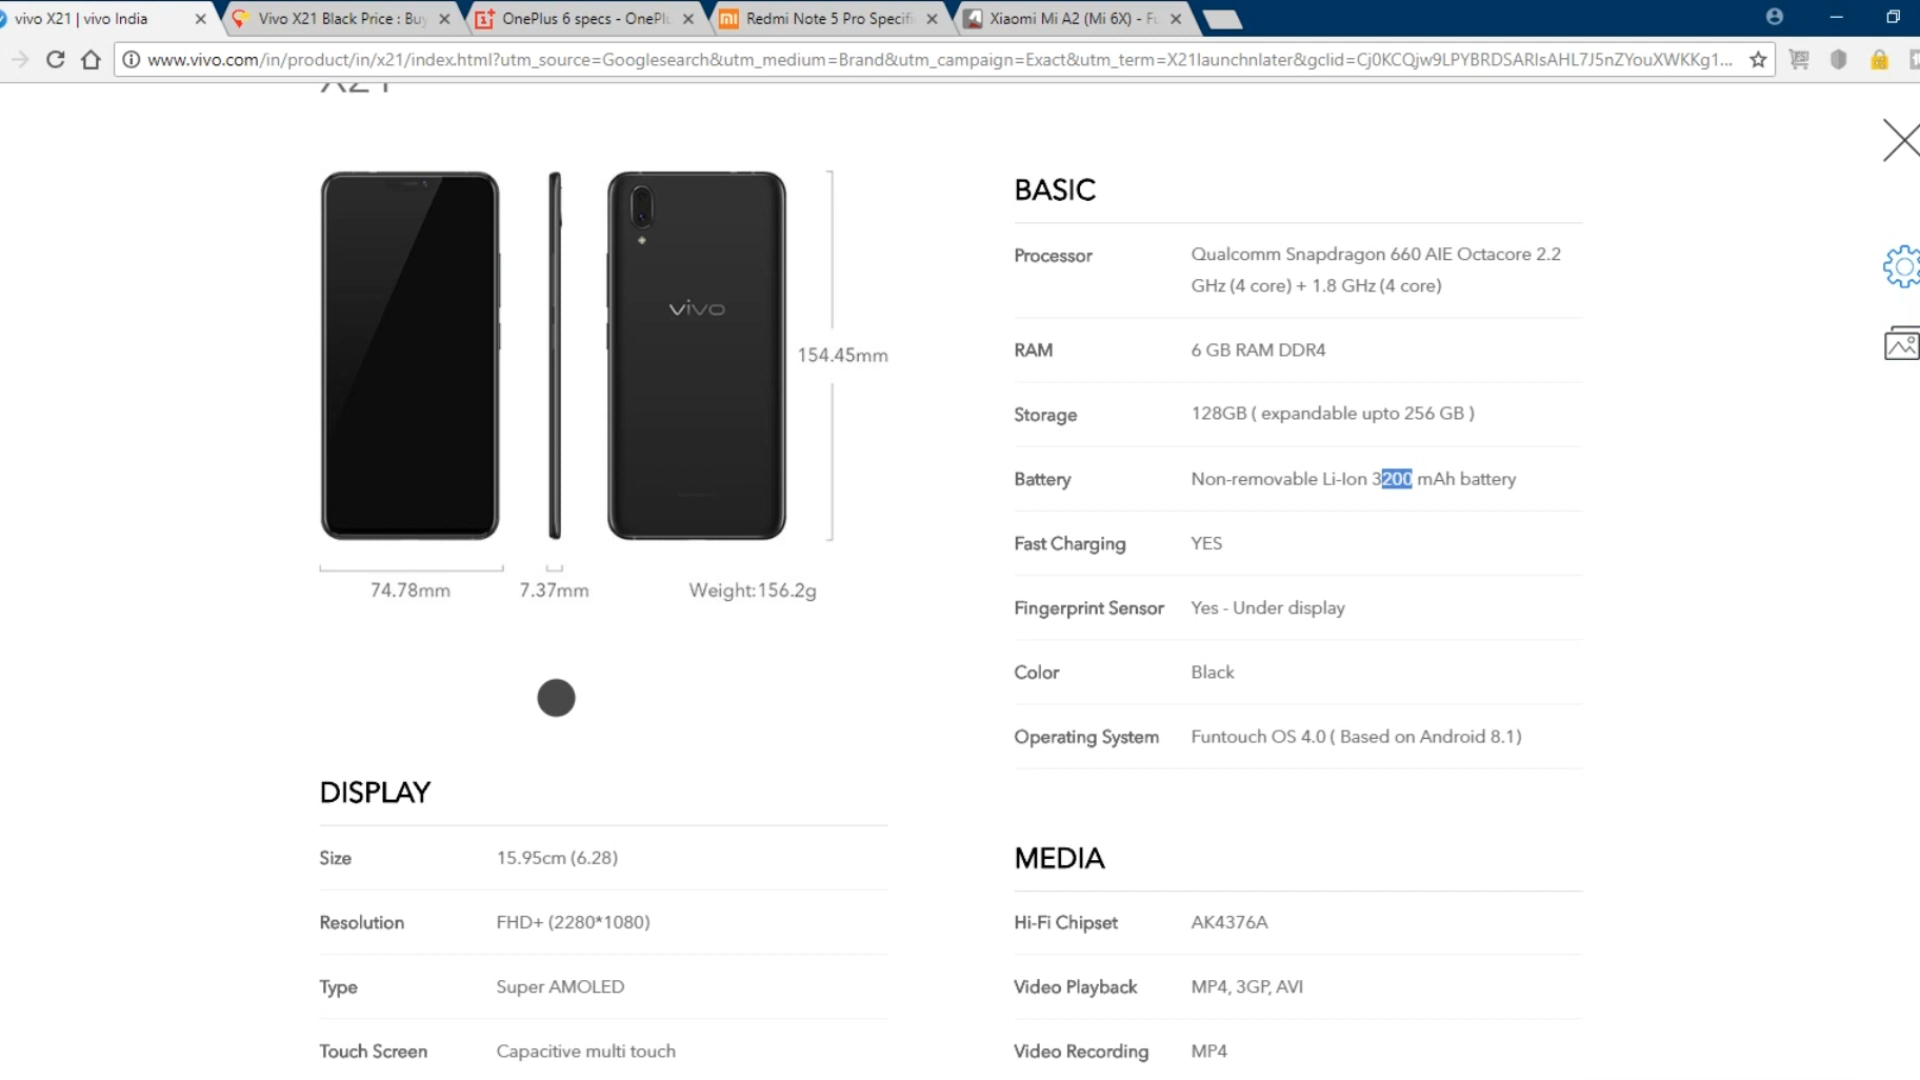 vivo X21 | vivo India
Vivo X21 Black Price : Buy
OnePlus 6 specs - OnePlu
Redmi Note 5 Pro Specifi
Xiaomi Mi A2 (Mi 6X) - Fu
www.vivo.com/in/product/in/x21/index.html?utm_source=Googlesearch&utm_medium=Brand&utm_campaign=Exact&utm_term=X21launchnlater&gclid=Cj0KCQjw9LPYBRDSARIsAHL7J5nZYouXWKKg1...
X21
vivo
154.45mm
74.78mm
7.37mm
Weight:156.2g
DISPLAY
Size 15.95cm (6.28)
Resolution FHD+ (2280*1080)
Type Super AMOLED
Touch Screen Capacitive multi touch
BASIC
Processor Qualcomm Snapdragon 660 AIE Octacore 2.2
GHz (4 core) + 1.8 GHz (4 core)
RAM 6 GB RAM DDR4
Storage 128GB ( expandable upto 256 GB )
Battery Non-removable Li-Ion 3200 mAh battery
Fast Charging YES
Fingerprint Sensor Yes - Under display
Color Black
Operating System Funtouch OS 4.0 ( Based on Android 8.1)
MEDIA
Hi-Fi Chipset AK4376A
Video Playback MP4, 3GP, AVI
Video Recording MP4